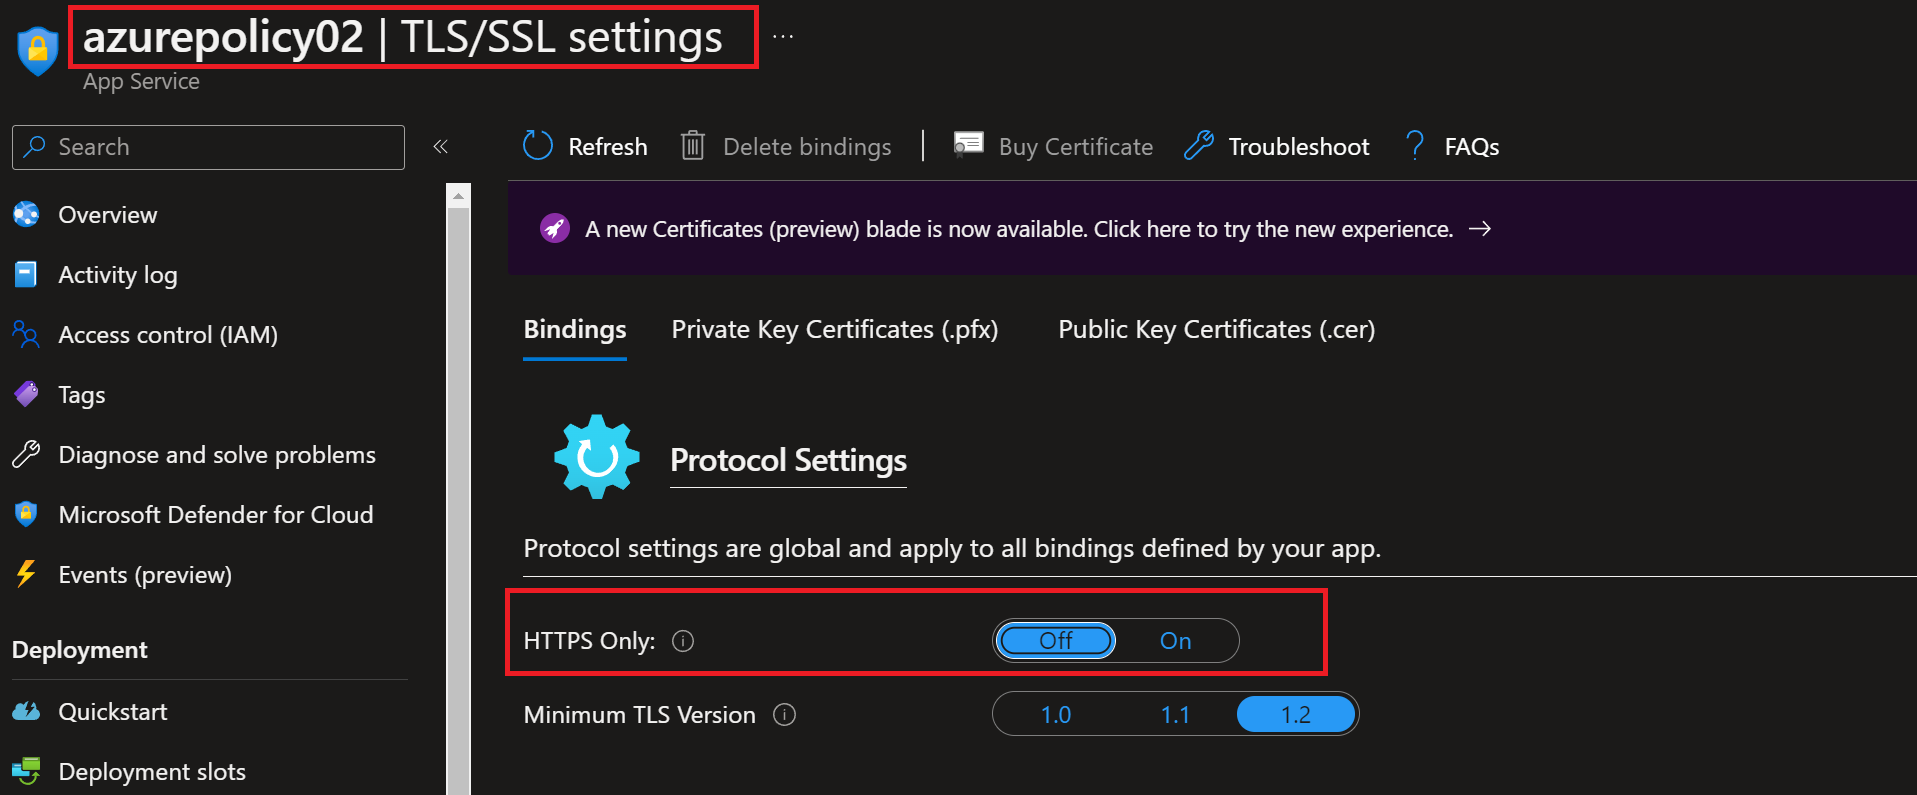 azurepolicy02 | TLS/SSL settings ...
App Service
Search
«
Overview
Activity log
Access control (IAM)
Tags
Diagnose and solve problems
Microsoft Defender for Cloud
Events (preview)
Deployment
Quickstart
Deployment slots
Refresh Delete bindings Buy Certificate Troubleshoot FAQs
A new Certificates (preview) blade is now available. Click here to try the new experience. →
Bindings Private Key Certificates (.pfx) Public Key Certificates (.cer)
Protocol Settings
Protocol settings are global and apply to all bindings defined by your app.
HTTPS Only: Off On
Minimum TLS Version 1.0 1.1 1.2